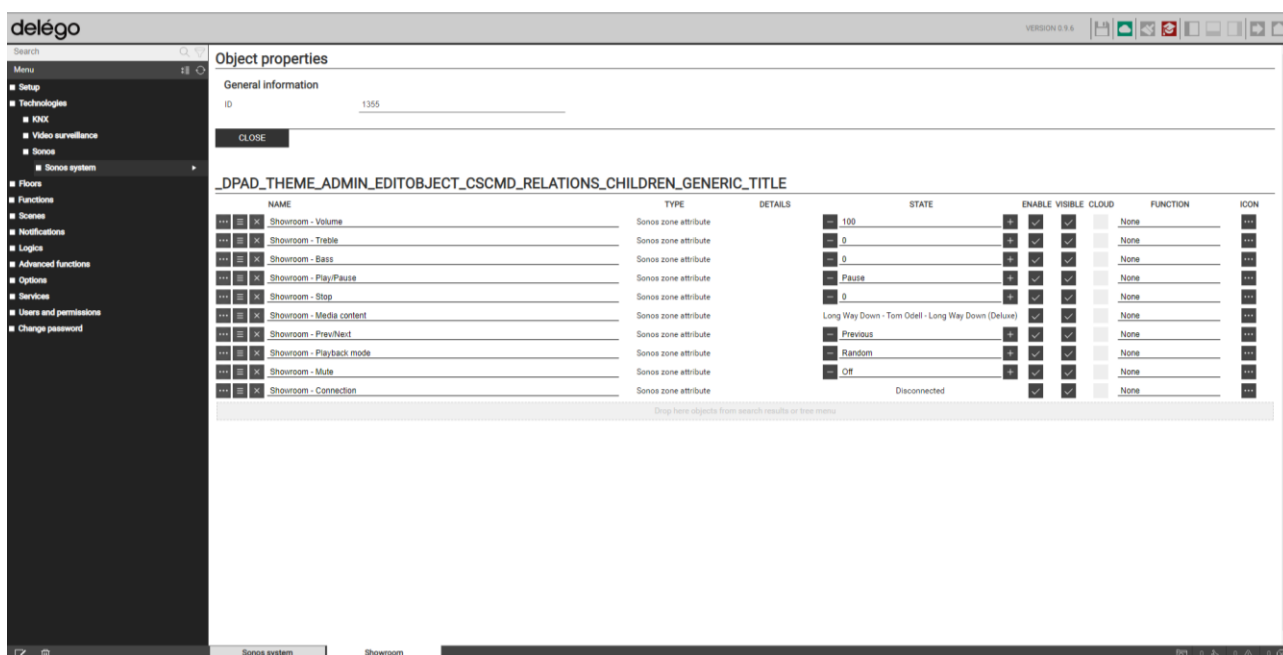 delégo
VERSION 0.9.6
Search
Menu
Setup
Technologies
KNX
Video surveillance
Sonos
Sonos system
Floors
Functions
Scenes
Notifications
Logics
Advanced functions
Options
Services
Users and permissions
Change password
Object properties
General information
ID 1355
CLOSE
_DPAD_THEME_ADMIN_EDITOBJECT_CSCMD_RELATIONS_CHILDREN_GENERIC_TITLE
NAME TYPE DETAILS STATE ENABLE VISIBLE CLOUD FUNCTION ICON
Showroom - Volume Sonos zone attribute 100 None
Showroom - Treble Sonos zone attribute 0 None
Showroom - Bass Sonos zone attribute 0 None
Showroom - Play/Pause Sonos zone attribute Pause None
Showroom - Stop Sonos zone attribute 0 None
Showroom - Media content Sonos zone attribute Long Way Down - Tom Odell - Long Way Down (Deluxe) None
Showroom - Prev/Next Sonos zone attribute Previous None
Showroom - Playback mode Sonos zone attribute Random None
Showroom - Mute Sonos zone attribute Off None
Showroom - Connection Sonos zone attribute Disconnected None
Drop here objects from search results or tree menu
Sonos system Showroom